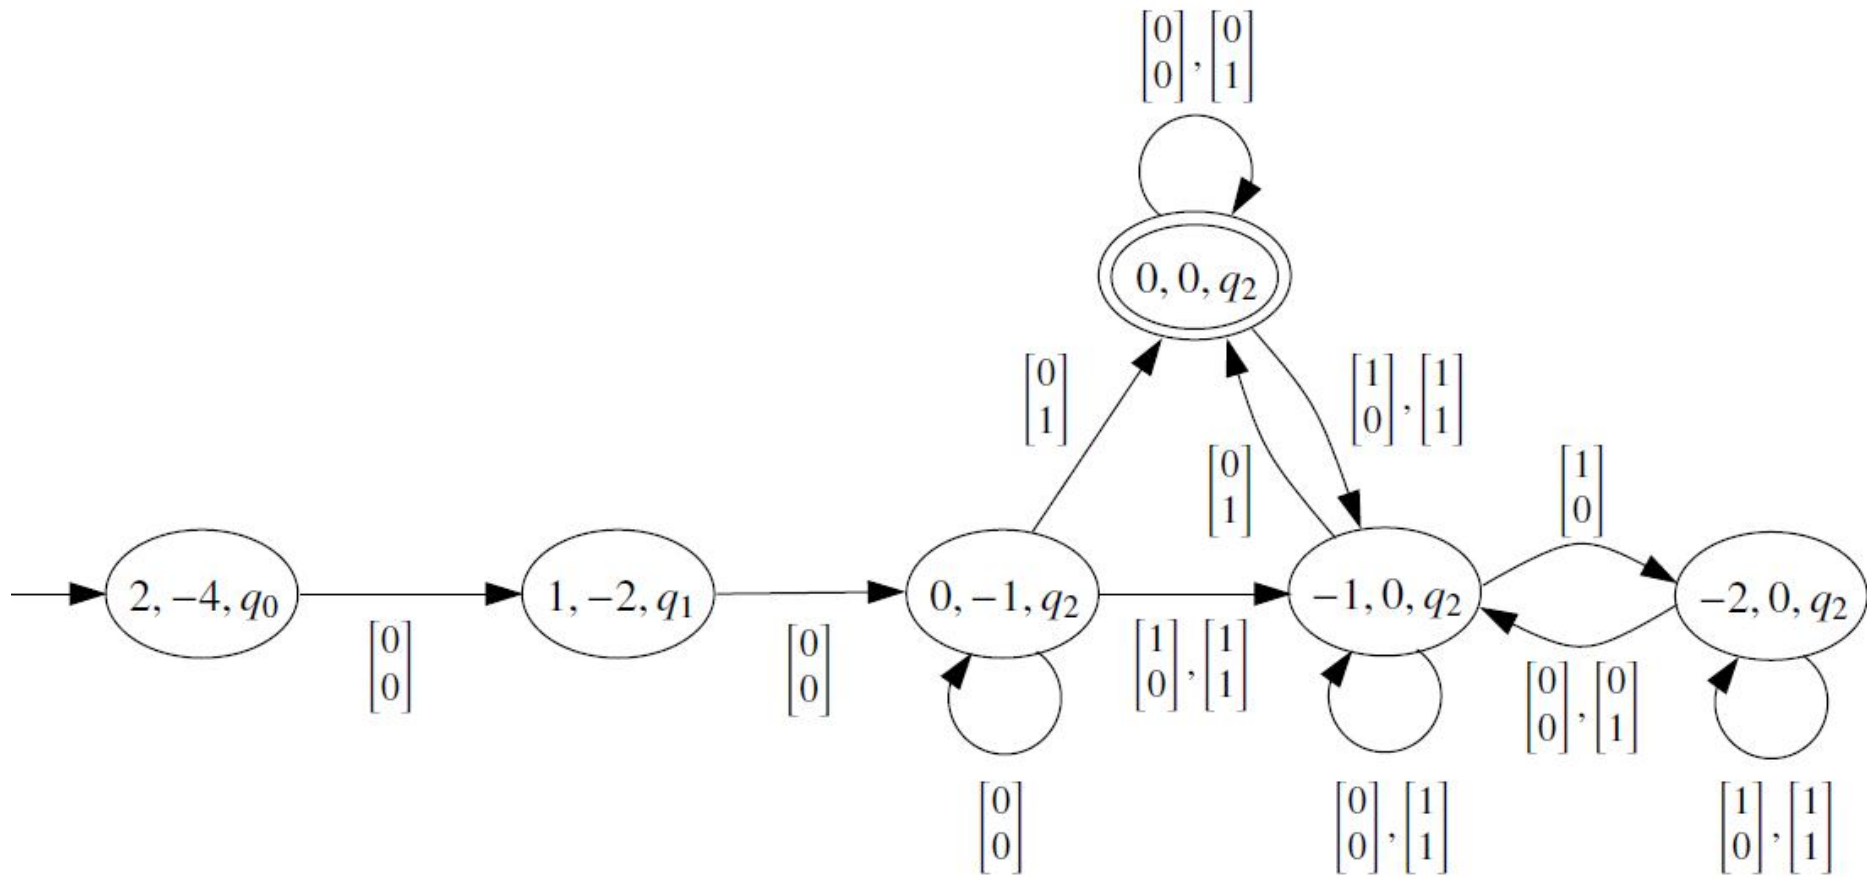 [0 0], [0 1]
0, 0, q₂
[0 1]
[1 0], [1 1]
[0 1]
[1 0]
2, −4, q₀
1, −2, q₁
0, −1, q₂
−1, 0, q₂
−2, 0, q₂
[0 0]
[0 0]
[1 0], [1 1]
[0 0], [0 1]
[0 0]
[0 0], [1 1]
[1 0], [1 1]